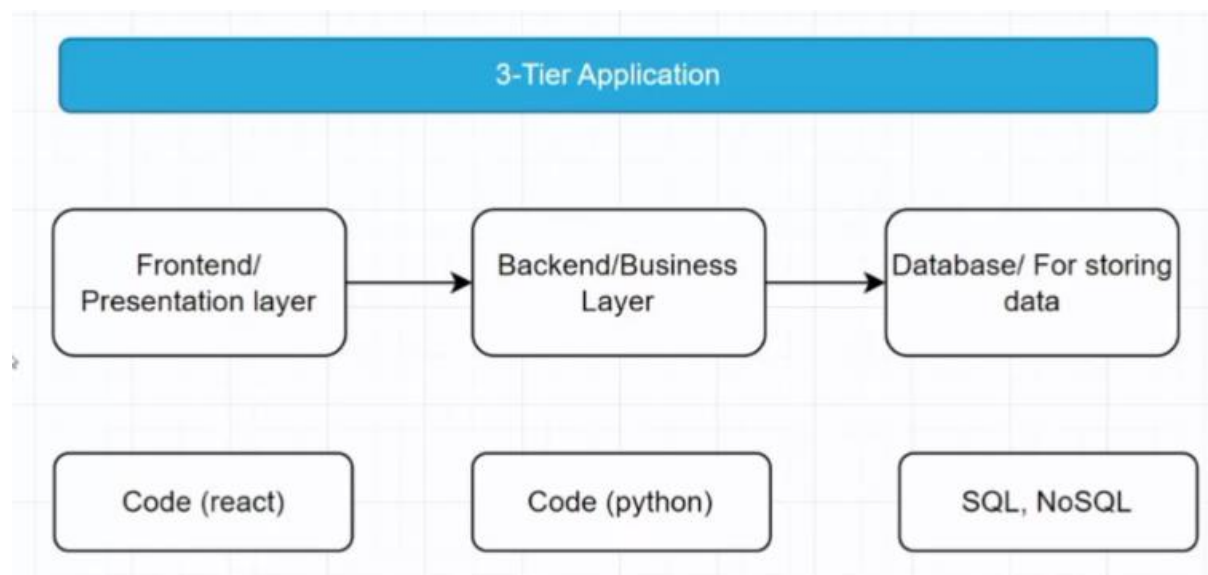 3-Tier Application
Frontend/
Presentation layer
Backend/Business
Layer
Database/ For storing
data
Code (react)
Code (python)
SQL, NoSQL